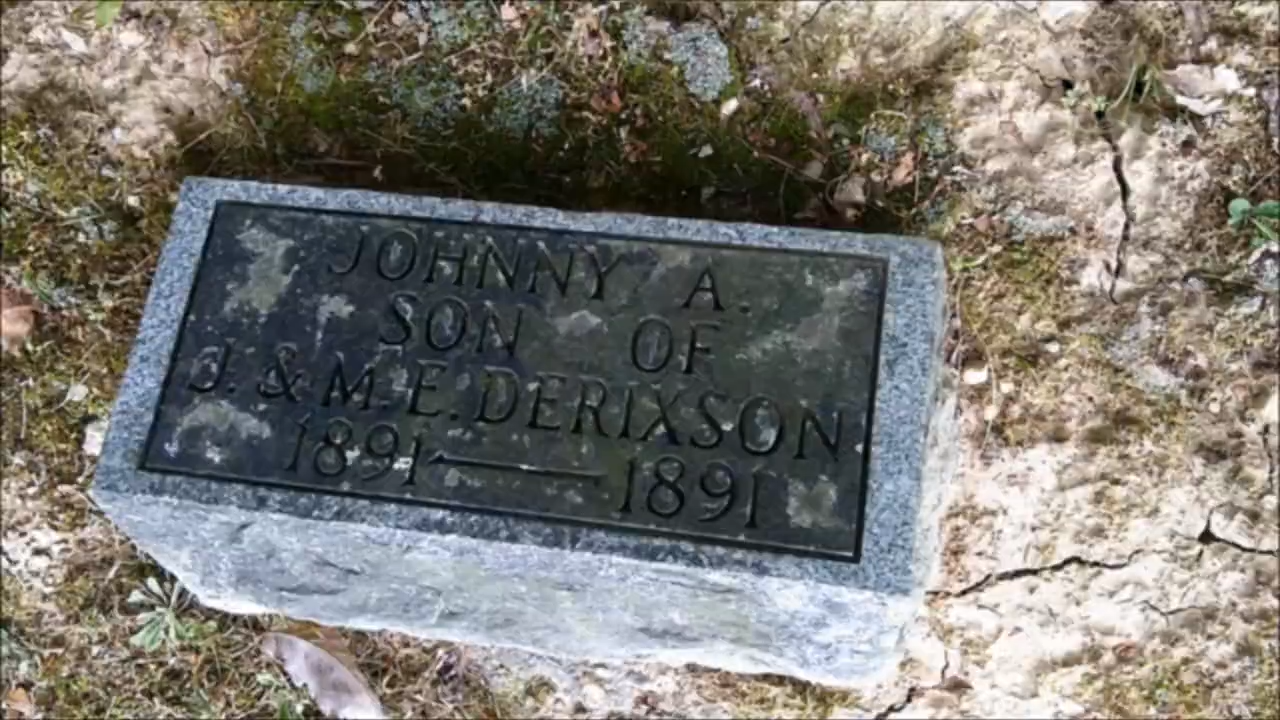 JOHNNY A.
SON OF
J. & M. E. DERIXSON
1891 — 1891